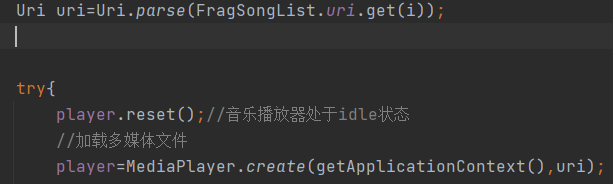 Uri uri=Uri.parse(FragSongList.uri.get(i));
try{
player.reset();//音乐播放器处于idle状态
//加载多媒体文件
player=MediaPlayer.create(getApplicationContext(),uri);